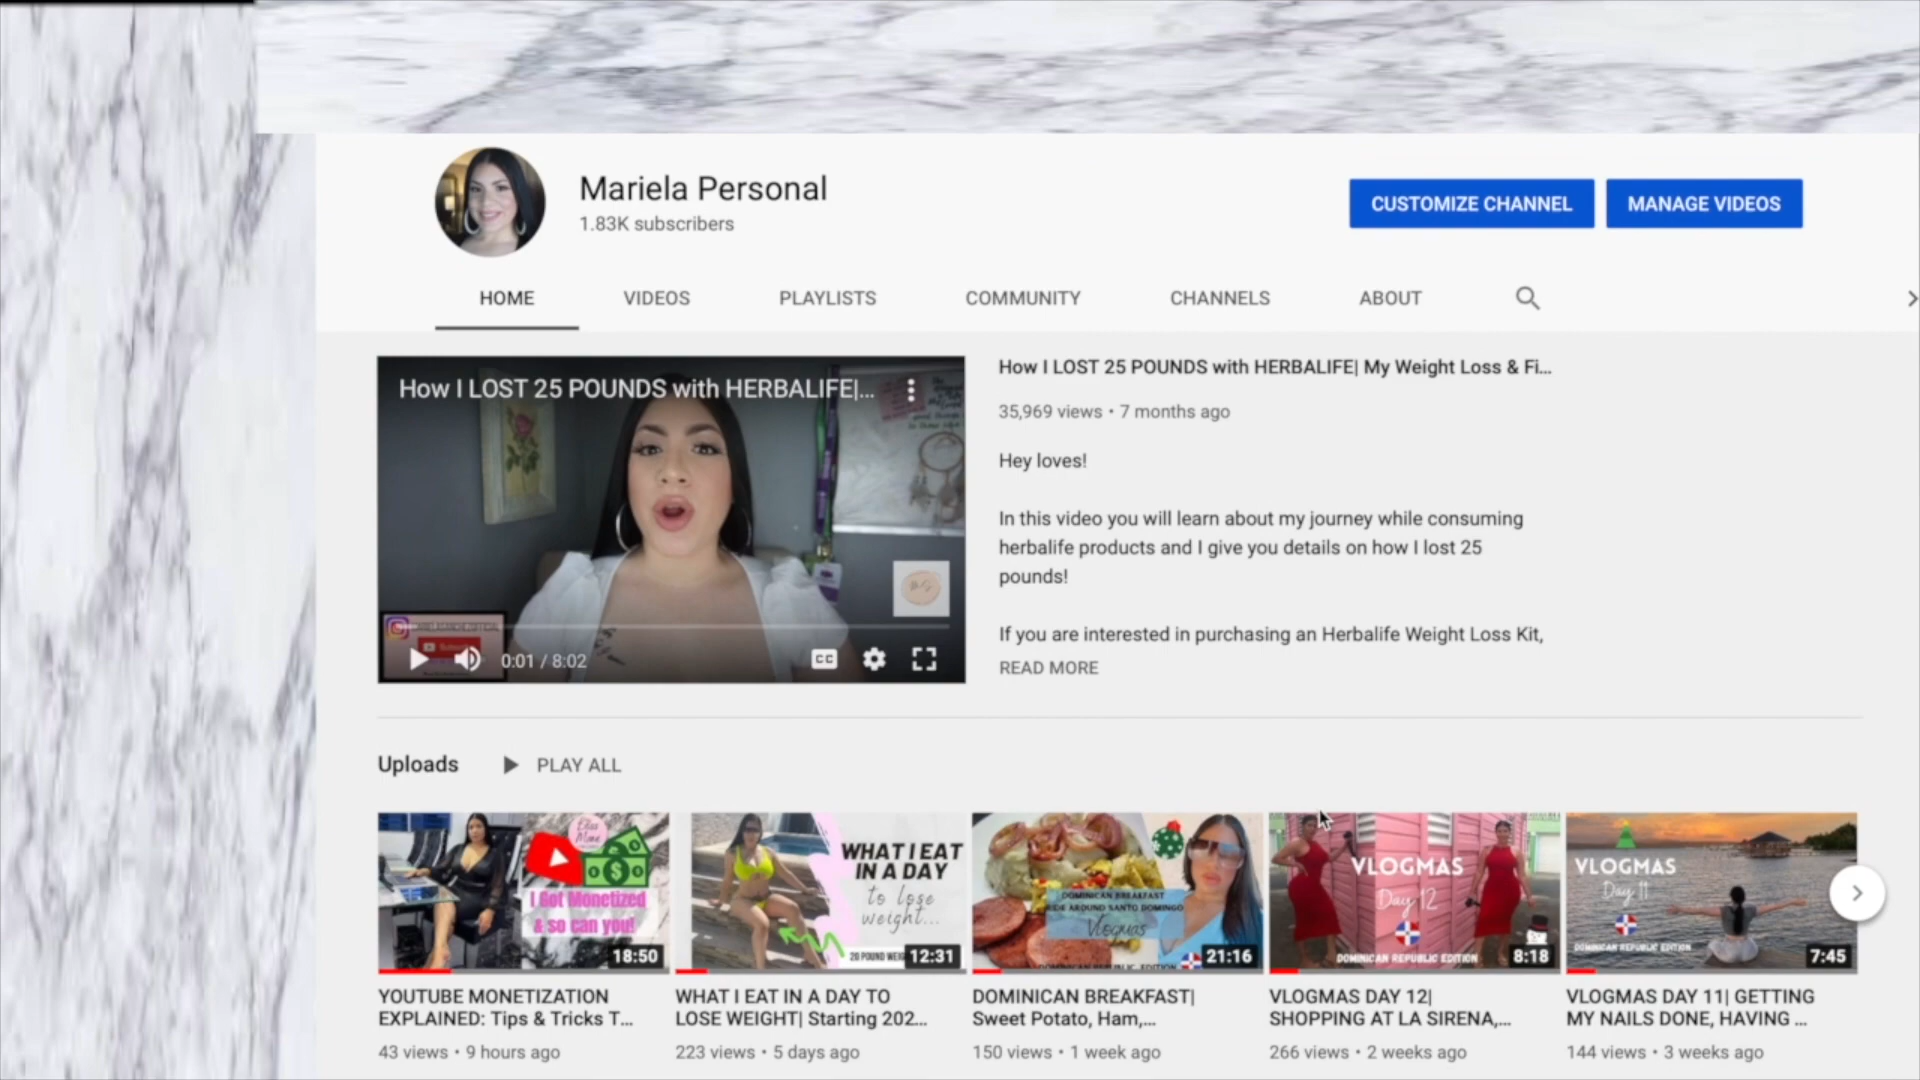 Mariela Personal
1.83K subscribers
CUSTOMIZE CHANNEL
MANAGE VIDEOS
HOME
VIDEOS
PLAYLISTS
COMMUNITY
CHANNELS
ABOUT
How I LOST 25 POUNDS with HERBALIFE|...
0:01 / 8:02
CC
How I LOST 25 POUNDS with HERBALIFE| My Weight Loss & Fi...
35,969 views • 7 months ago
Hey loves!
In this video you will learn about my journey while consuming
herbalife products and I give you details on how I lost 25
pounds!
If you are interested in purchasing an Herbalife Weight Loss Kit,
READ MORE
Uploads
PLAY ALL
I Got Monetized
& so can you!
18:50
YOUTUBE MONETIZATION
EXPLAINED: Tips & Tricks T...
43 views • 9 hours ago
WHAT I EAT
IN A DAY
to lose
weight...
20 POUND
12:31
WHAT I EAT IN A DAY TO
LOSE WEIGHT| Starting 202...
223 views • 5 days ago
DOMINICAN BREAKFAST
AROUND SANTO DOMINGO
Vlogmas
21:16
DOMINICAN BREAKFAST|
Sweet Potato, Ham,...
150 views • 1 week ago
VLOGMAS
Day 12
DOMINICAN REPUBLIC EDITION
8:18
VLOGMAS DAY 12|
SHOPPING AT LA SIRENA,...
266 views • 2 weeks ago
VLOGMAS
Day 11
DOMINICAN REPUBLIC EDITION
7:45
VLOGMAS DAY 11| GETTING
MY NAILS DONE, HAVING ...
144 views • 3 weeks ago